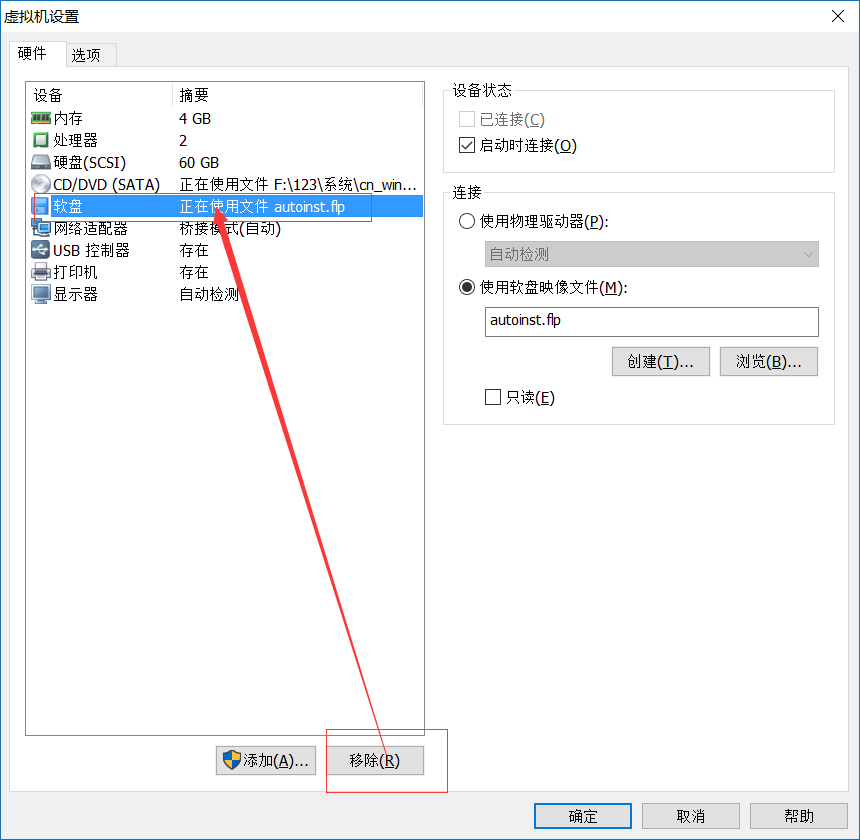 虚拟机设置
硬件 选项
设备 摘要
内存 4 GB
处理器 2
硬盘(SCSI) 60 GB
CD/DVD (SATA) 正在使用文件 F:\123\系统\cn_win...
软盘 正在使用文件 autoinst.flp
网络适配器 桥接模式(自动)
USB 控制器 存在
打印机 存在
显示器 自动检测
添加(A)... 移除(R)
设备状态
已连接(C)
启动时连接(O)
连接
使用物理驱动器(P):
自动检测
使用软盘映像文件(M):
autoinst.flp
创建(T)... 浏览(B)...
只读(E)
确定 取消 帮助